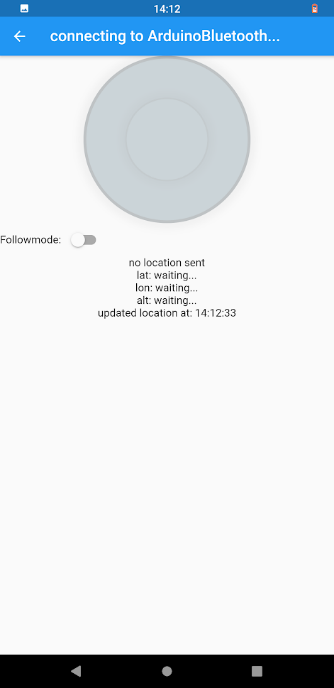 14:12
connecting to ArduinoBluetooth...
Followmode:
no location sent
lat: waiting...
lon: waiting...
alt: waiting...
updated location at: 14:12:33